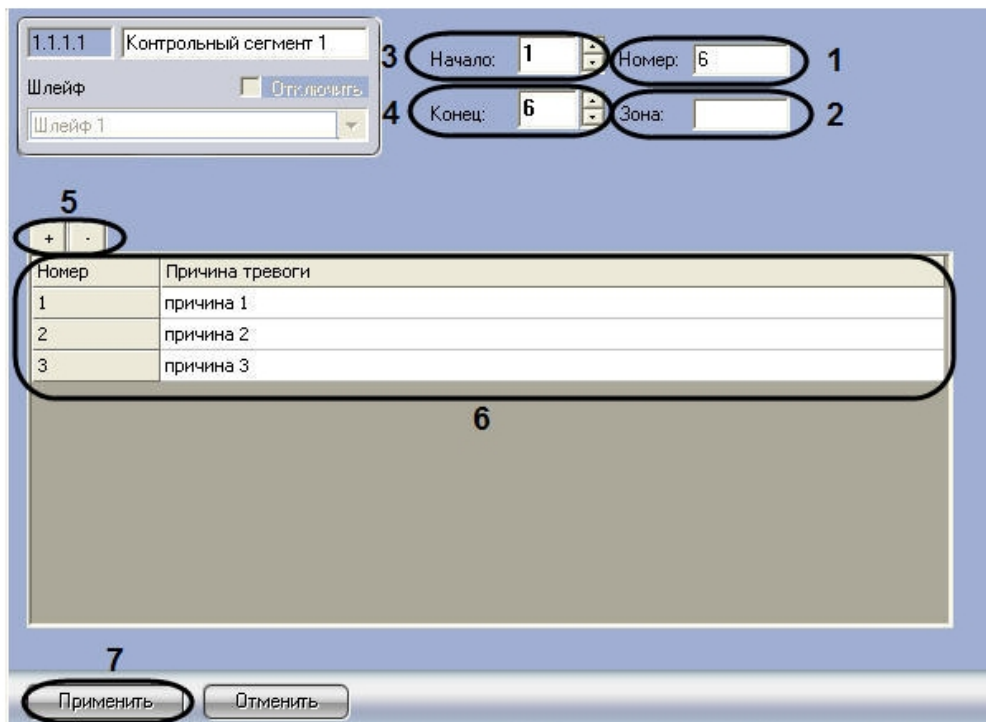 1.1.1.1 Контрольный сегмент 1
3 Начало: 1 Номер: 6 1
Шлейф Отключить
4 Конец: 6 Зона: 2
Шлейф 1
5
+ -
Номер Причина тревоги
1 причина 1
2 причина 2
3 причина 3
6
7
Применить Отменить